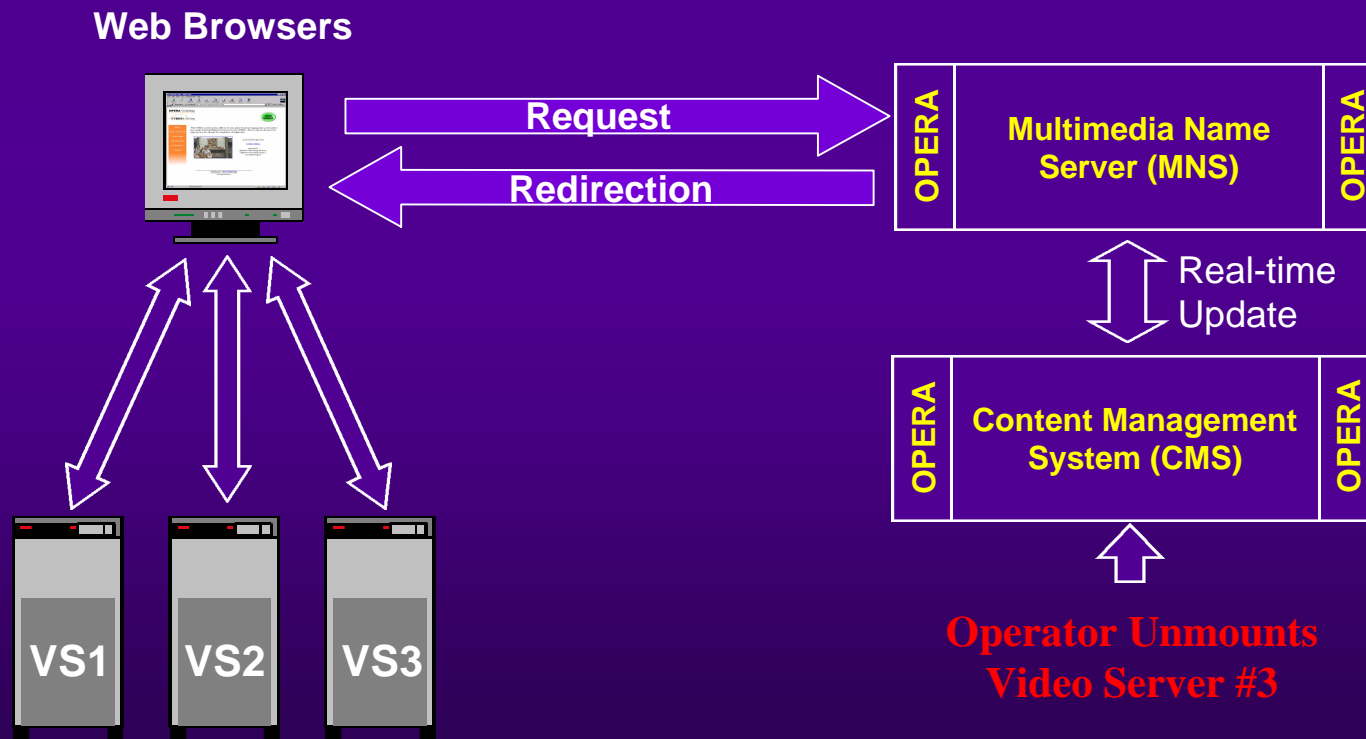 Web Browsers
Request
Redirection
OPERA
Multimedia Name
Server (MNS)
OPERA
Real-time
Update
OPERA
Content Management
System (CMS)
OPERA
Operator Unmounts
Video Server #3
VS1
VS2
VS3